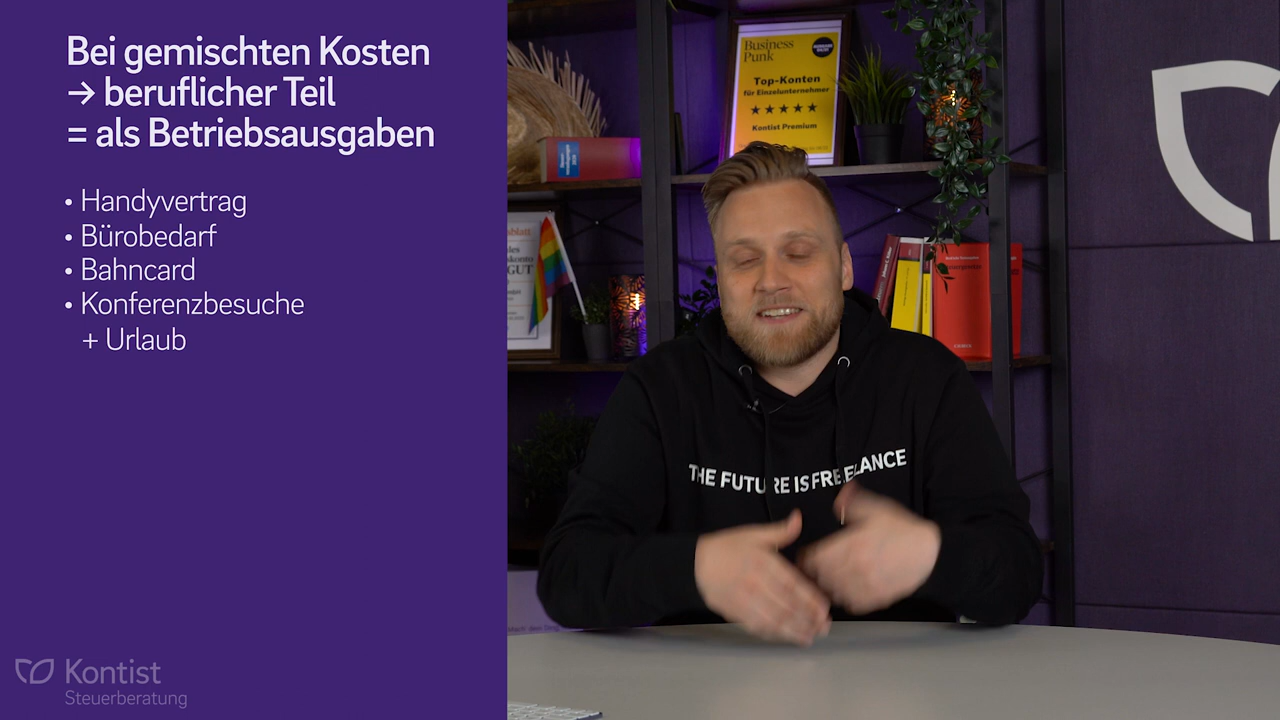 Bei gemischten Kosten
→ beruflicher Teil
= als Betriebsausgaben
• Handyvertrag
• Bürobedarf
• Bahncard
• Konferenzbesuche
+ Urlaub
Kontist
Steuerberatung
Business
Punk
Top-Konten
für Einzelunternehmer
★★★★★
Kontist Premium
GUT
THE FUTURE IS FREELANCE